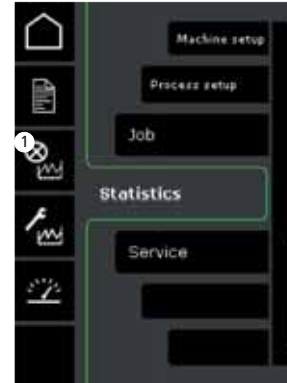 Machine setup
Process setup
Job
1
Statistics
Service